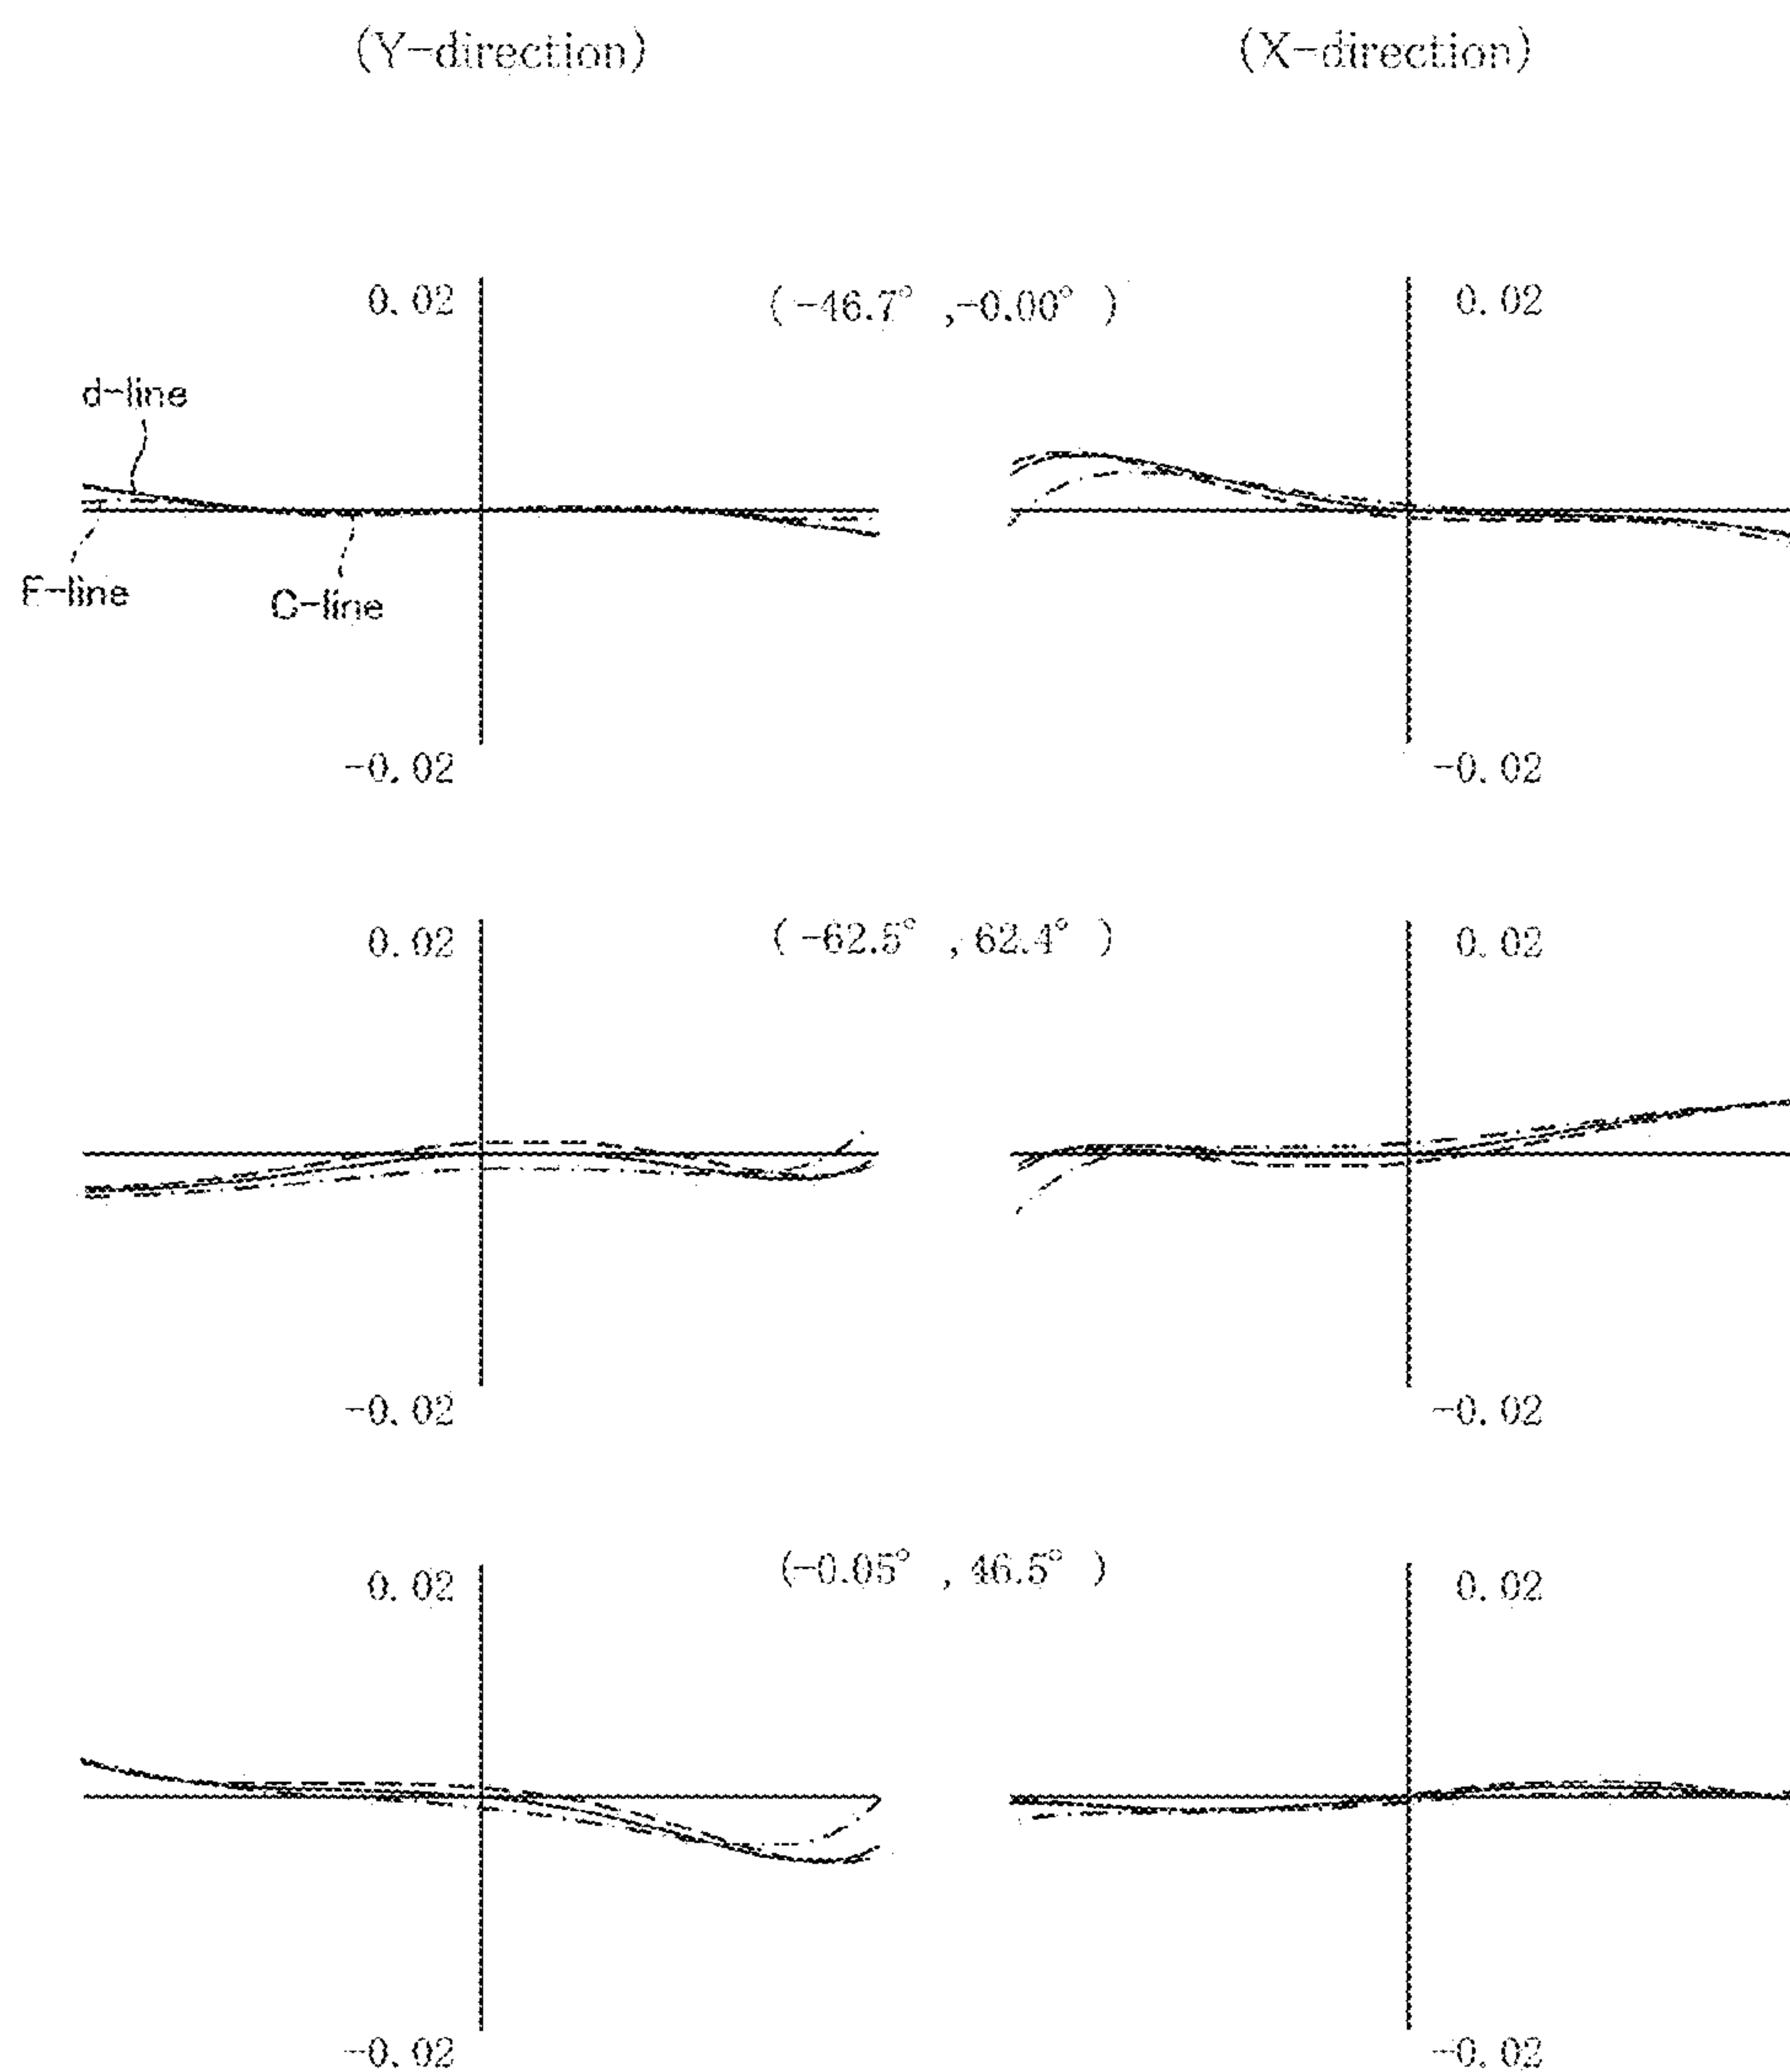 (Y-direction) (X-direction)
0.02 (-46.7° ,-0.00° ) 0.02
d-line
F-line
C-line
-0.02 -0.02
0.02 (-62.5° , 62.4° ) 0.02
-0.02 -0.02
0.02 (-0.05° , 46.5° ) 0.02
-0.02 -0.02